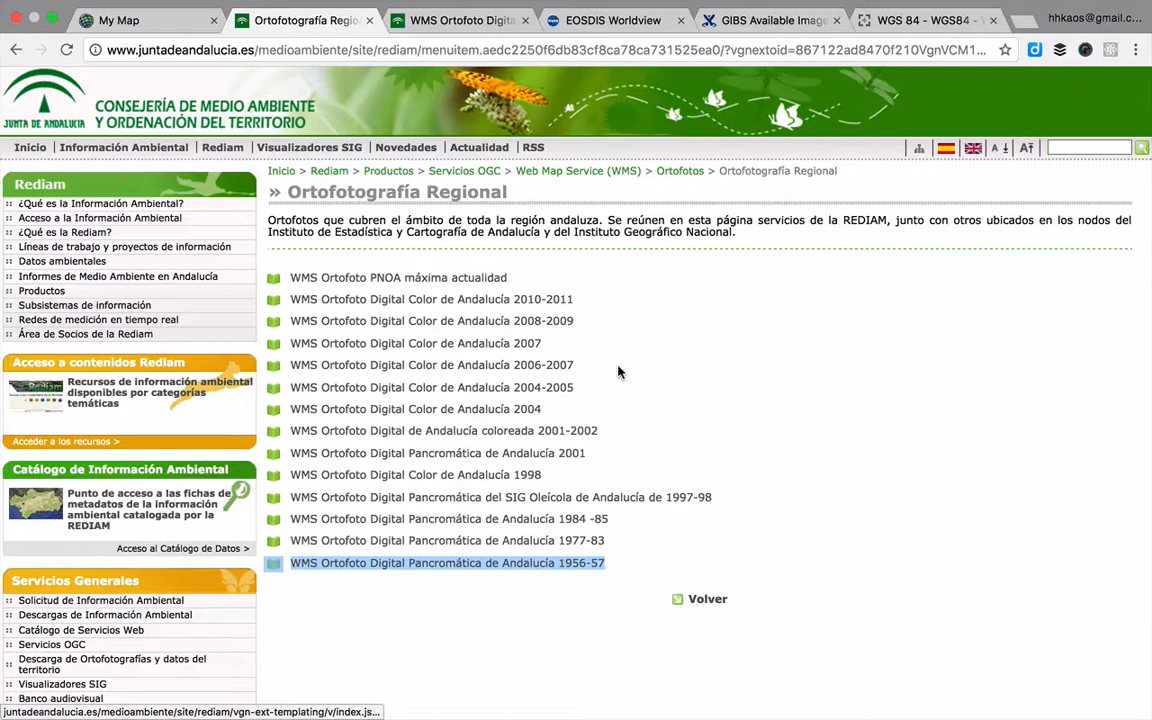 My Map
Ortofotografía Regio
WMS Ortofoto Digita
EOSDIS Worldview
GIBS Available Imag
WGS 84 - WGS84 -
hhkaos@gmail.c...
www.juntadeandalucia.es/medioambiente/site/rediam/menuitem.aedc2250f6db83cf8ca78ca731525ea0/?vgnextoid=867122ad8470f210VgnVCM1...
JUNTA DE ANDALUCIA
CONSEJERÍA DE MEDIO AMBIENTE
Y ORDENACIÓN DEL TERRITORIO
Inicio | Información Ambiental | Rediam | Visualizadores SIG | Novedades | Actualidad | RSS
Rediam
¿Qué es la Información Ambiental?
Acceso a la Información Ambiental
¿Qué es la Rediam?
Líneas de trabajo y proyectos de información
Datos ambientales
Informes de Medio Ambiente en Andalucía
Productos
Subsistemas de información
Redes de medición en tiempo real
Área de Socios de la Rediam
Acceso a contenidos Rediam
Recursos de información ambiental
disponibles por categorías
temáticas
Acceder a los recursos >
Catálogo de Información Ambiental
Punto de acceso a las fichas de
metadatos de la información
ambiental catalogada por la
REDIAM
Acceso al Catálogo de Datos >
Servicios Generales
Solicitud de Información Ambiental
Descargas de Información Ambiental
Catálogo de Servicios Web
Servicios OGC
Descarga de Ortofotografías y datos del
territorio
Visualizadores SIG
Banco audiovisual
Inicio > Rediam > Productos > Servicios OGC > Web Map Service (WMS) > Ortofotos > Ortofotografía Regional
» Ortofotografía Regional
Ortofotos que cubren el ámbito de toda la región andaluza. Se reúnen en esta página servicios de la REDIAM, junto con otros ubicados en los nodos del
Instituto de Estadística y Cartografía de Andalucía y del Instituto Geográfico Nacional.
WMS Ortofoto PNOA máxima actualidad
WMS Ortofoto Digital Color de Andalucía 2010-2011
WMS Ortofoto Digital Color de Andalucía 2008-2009
WMS Ortofoto Digital Color de Andalucía 2007
WMS Ortofoto Digital Color de Andalucía 2006-2007
WMS Ortofoto Digital Color de Andalucía 2004-2005
WMS Ortofoto Digital Color de Andalucía 2004
WMS Ortofoto Digital de Andalucía coloreada 2001-2002
WMS Ortofoto Digital Pancromática de Andalucía 2001
WMS Ortofoto Digital Color de Andalucía 1998
WMS Ortofoto Digital Pancromática del SIG Oleícola de Andalucía de 1997-98
WMS Ortofoto Digital Pancromática de Andalucía 1984 -85
WMS Ortofoto Digital Pancromática de Andalucía 1977-83
WMS Ortofoto Digital Pancromática de Andalucía 1956-57
Volver
juntadeandalucia.es/medioambiente/site/rediam/vgn-ext-templating/v/index.js...